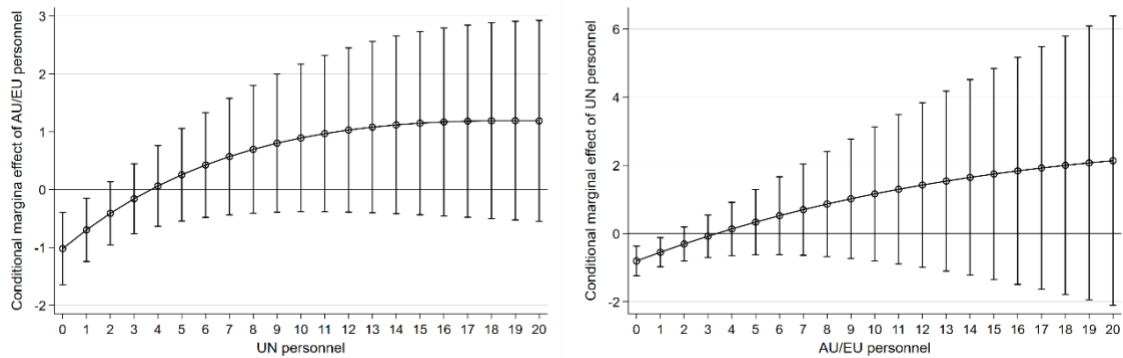 Conditional margina effect of AU/EU personnel
3
2
1
0
-1
-2
0 1 2 3 4 5 6 7 8 9 10 11 12 13 14 15 16 17 18 19 20
UN personnel
Conditional marginal effect of UN personnel
6
4
2
0
-2
0 1 2 3 4 5 6 7 8 9 10 11 12 13 14 15 16 17 18 19 20
AU/EU personnel